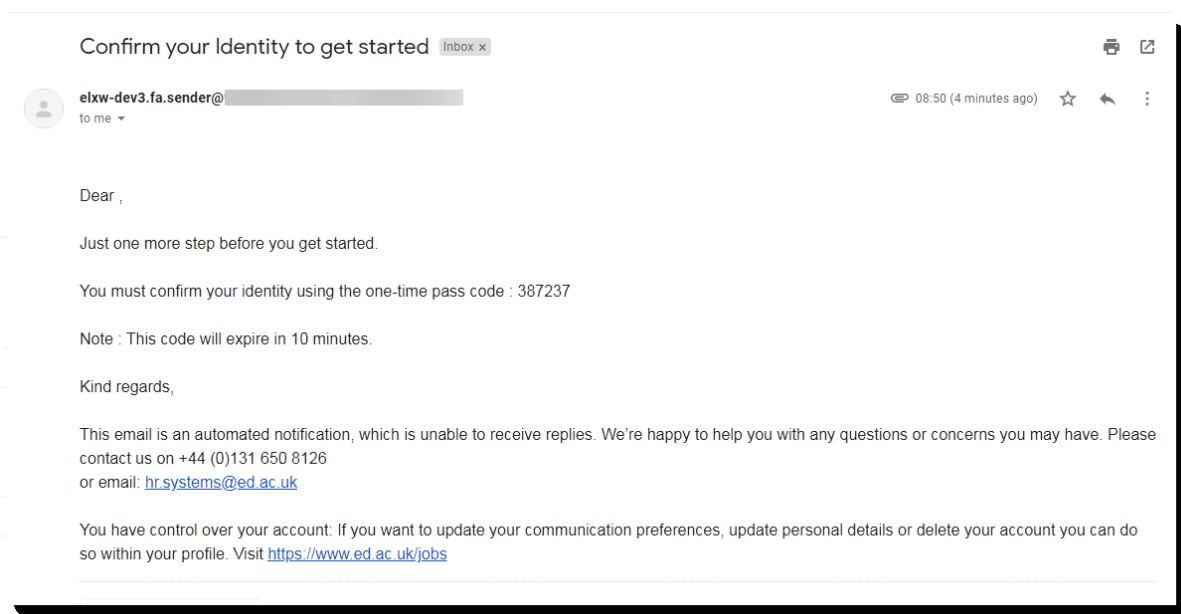 Confirm your Identity to get started Inbox x
elxw-dev3.fa.sender@
08:50 (4 minutes ago)
to me
Dear ,
Just one more step before you get started.
You must confirm your identity using the one-time pass code : 387237
Note : This code will expire in 10 minutes.
Kind regards,
This email is an automated notification, which is unable to receive replies. We're happy to help you with any questions or concerns you may have. Please
contact us on +44 (0)131 650 8126
or email: hr.systems@ed.ac.uk
You have control over your account: If you want to update your communication preferences, update personal details or delete your account you can do
so within your profile. Visit https://www.ed.ac.uk/jobs